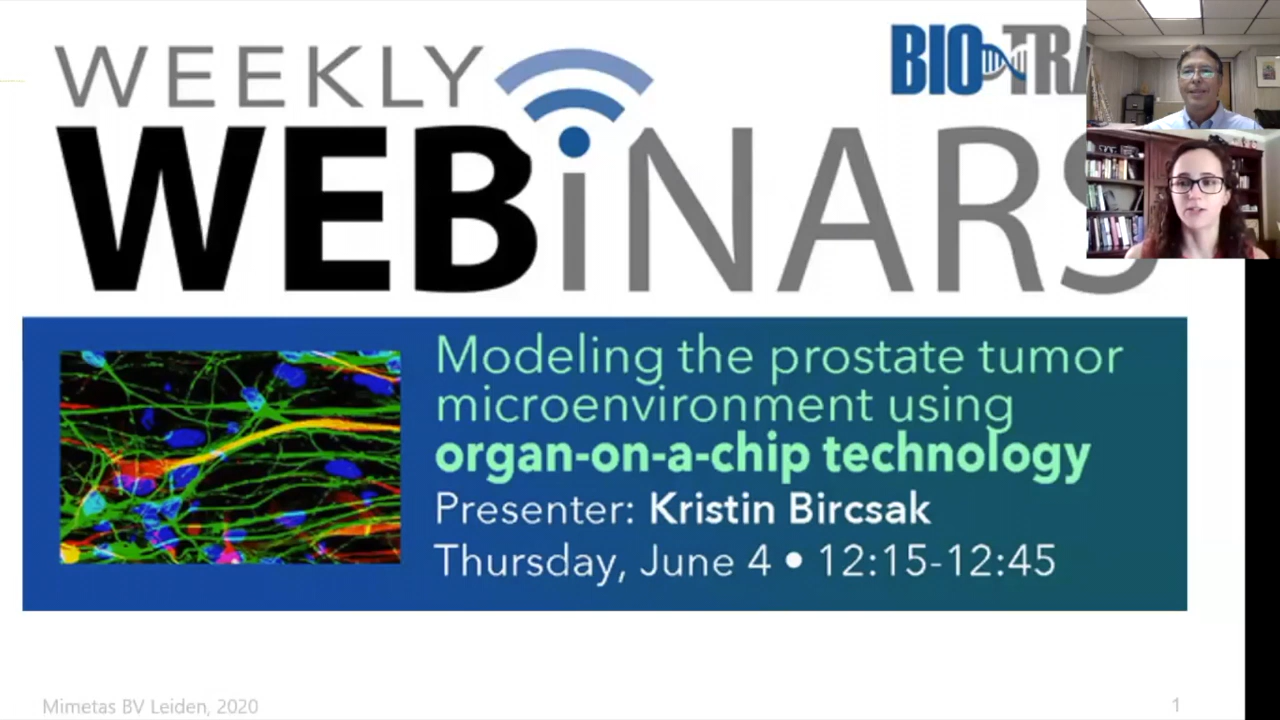 WEEKLY
WEBiNARS
BIO
Modeling the prostate tumor
microenvironment using
organ-on-a-chip technology
Presenter: Kristin Bircsak
Thursday, June 4 • 12:15-12:45
Mimetas BV Leiden, 2020
1